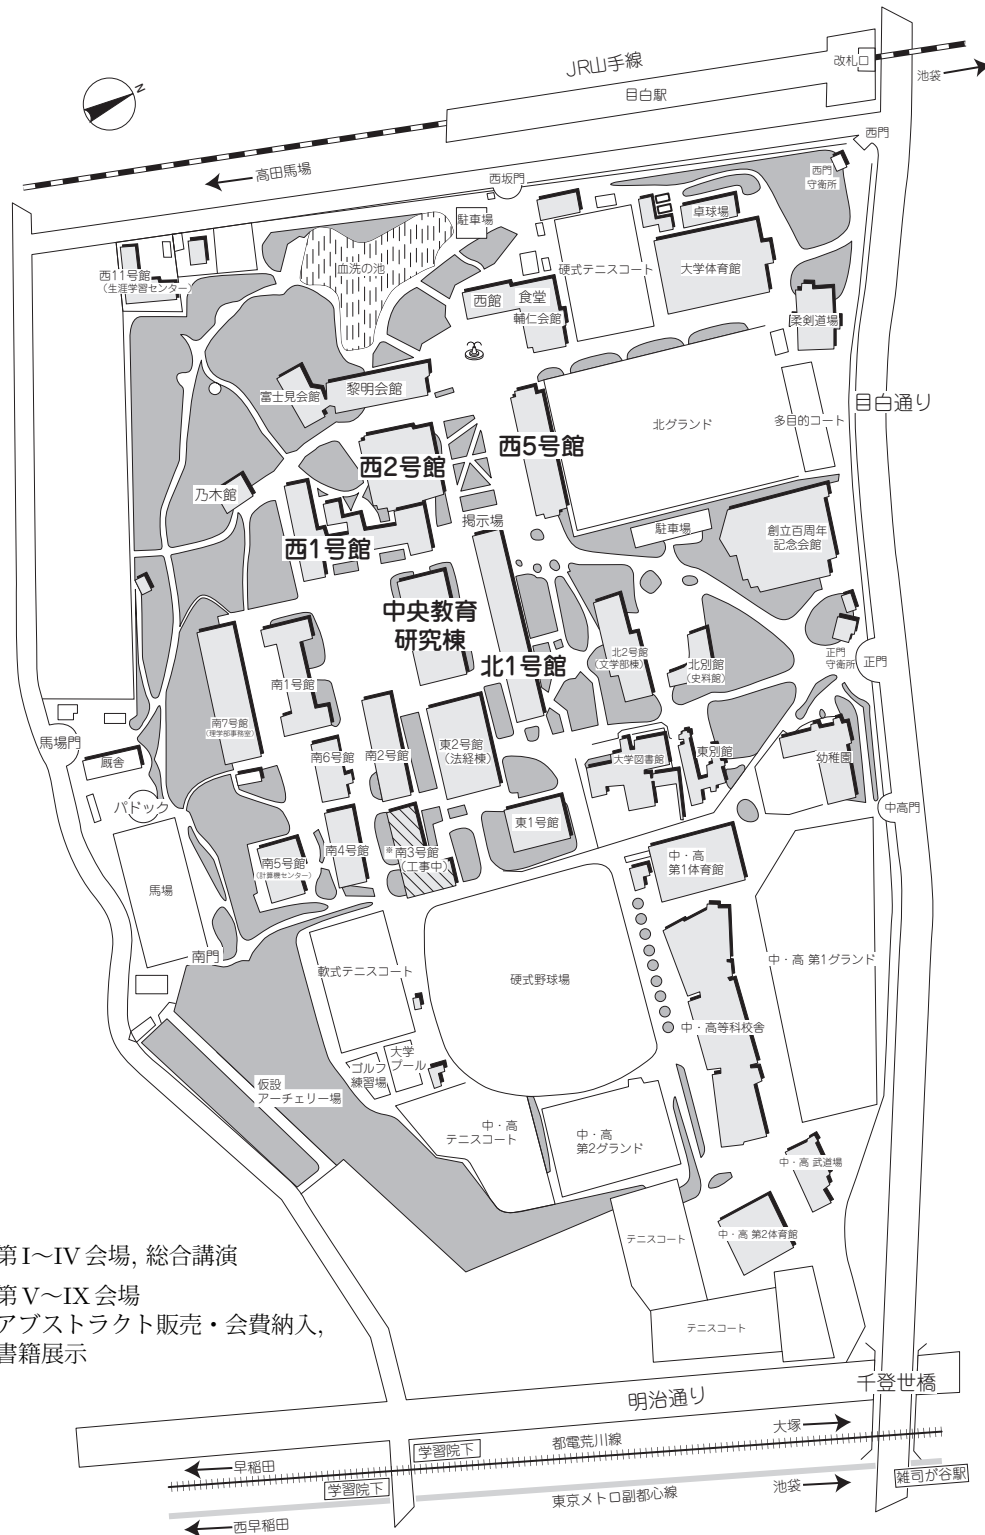 JR山手線
改札口
目白駅
池袋
N
高田馬場
西門
西門
守衛所
西坂門
駐車場
卓球場
血洗の池
硬式テニスコート
大学体育館
西11号館
(生涯学習センター)
西館
食堂
輔仁会館
柔剣道場
富士見会館
黎明会館
目白通り
北グランド
多目的コート
西5号館
西2号館
乃木館
掲示場
駐車場
創立百周年
記念会館
西1号館
中央教育
研究棟
北1号館
北2号館
(文学部棟)
北別館
(史料館)
正門
守衛所
正門
南1号館
南7号館
(理学部事務室)
馬場門
厩舎
南6号館
南2号館
東2号館
(法経棟)
大学図書館
東別館
幼稚園
パドック
中高門
東1号館
南5号館
(計算機センター)
南4号館
※南3号館
(工事中)
中・高
第1体育館
馬場
南門
軟式テニスコート
硬式野球場
中・高 第1グランド
中・高等科校舎
大学
プール
ゴルフ
練習場
仮設
アーチェリー場
中・高
テニスコート
中・高
第2グランド
中・高 武道場
テニスコート
中・高 第2体育館
第I〜IV会場, 総合講演
第V〜IX会場
アブストラクト販売・会費納入,
書籍展示
テニスコート
千登世橋
明治通り
大塚
都電荒川線
学習院下
早稲田
池袋
雑司が谷駅
学習院下
東京メトロ副都心線
西早稲田